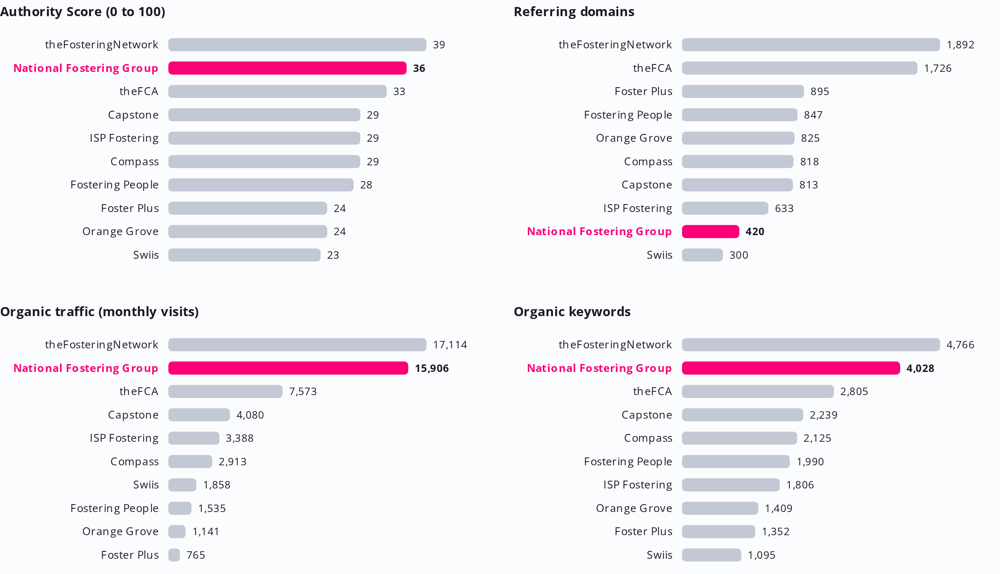 Authority Score (0 to 100)
theFosteringNetwork 39
National Fostering Group 36
theFCA 33
Capstone 29
ISP Fostering 29
Compass 29
Fostering People 28
Foster Plus 24
Orange Grove 24
Swiis 23
Referring domains
theFosteringNetwork 1,892
theFCA 1,726
Foster Plus 895
Fostering People 847
Orange Grove 825
Compass 818
Capstone 813
ISP Fostering 633
National Fostering Group 420
Swiis 300
Organic traffic (monthly visits)
theFosteringNetwork 17,114
National Fostering Group 15,906
theFCA 7,573
Capstone 4,080
ISP Fostering 3,388
Compass 2,913
Swiis 1,858
Fostering People 1,535
Orange Grove 1,141
Foster Plus 765
Organic keywords
theFosteringNetwork 4,766
National Fostering Group 4,028
theFCA 2,805
Capstone 2,239
Compass 2,125
Fostering People 1,990
ISP Fostering 1,806
Orange Grove 1,409
Foster Plus 1,352
Swiis 1,095